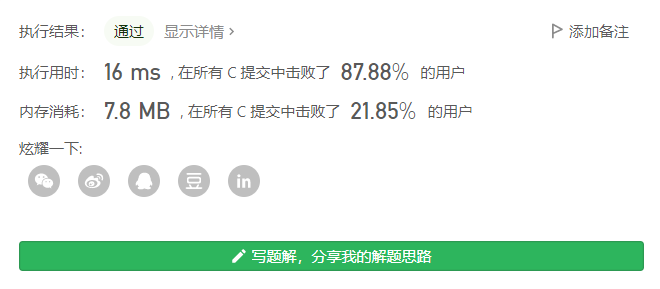 执行结果： 通过 显示详情 > 添加备注
执行用时： 16 ms , 在所有 C 提交中击败了 87.88% 的用户
内存消耗： 7.8 MB , 在所有 C 提交中击败了 21.85% 的用户
炫耀一下:
豆 in
写题解，分享我的解题思路